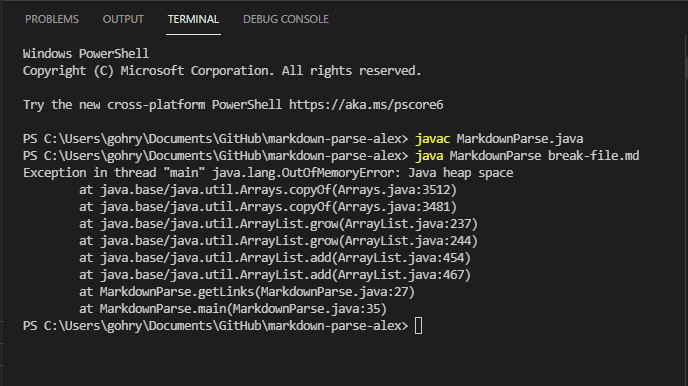 PROBLEMS OUTPUT TERMINAL DEBUG CONSOLE
Windows PowerShell
Copyright (C) Microsoft Corporation. All rights reserved.
Try the new cross-platform PowerShell https://aka.ms/pscore6
PS C:\Users\gohry\Documents\GitHub\markdown-parse-alex> javac MarkdownParse.java
PS C:\Users\gohry\Documents\GitHub\markdown-parse-alex> java MarkdownParse break-file.md
Exception in thread "main" java.lang.OutOfMemoryError: Java heap space
at java.base/java.util.Arrays.copyOf(Arrays.java:3512)
at java.base/java.util.Arrays.copyOf(Arrays.java:3481)
at java.base/java.util.ArrayList.grow(ArrayList.java:237)
at java.base/java.util.ArrayList.grow(ArrayList.java:244)
at java.base/java.util.ArrayList.add(ArrayList.java:454)
at java.base/java.util.ArrayList.add(ArrayList.java:467)
at MarkdownParse.getLinks(MarkdownParse.java:27)
at MarkdownParse.main(MarkdownParse.java:35)
PS C:\Users\gohry\Documents\GitHub\markdown-parse-alex>